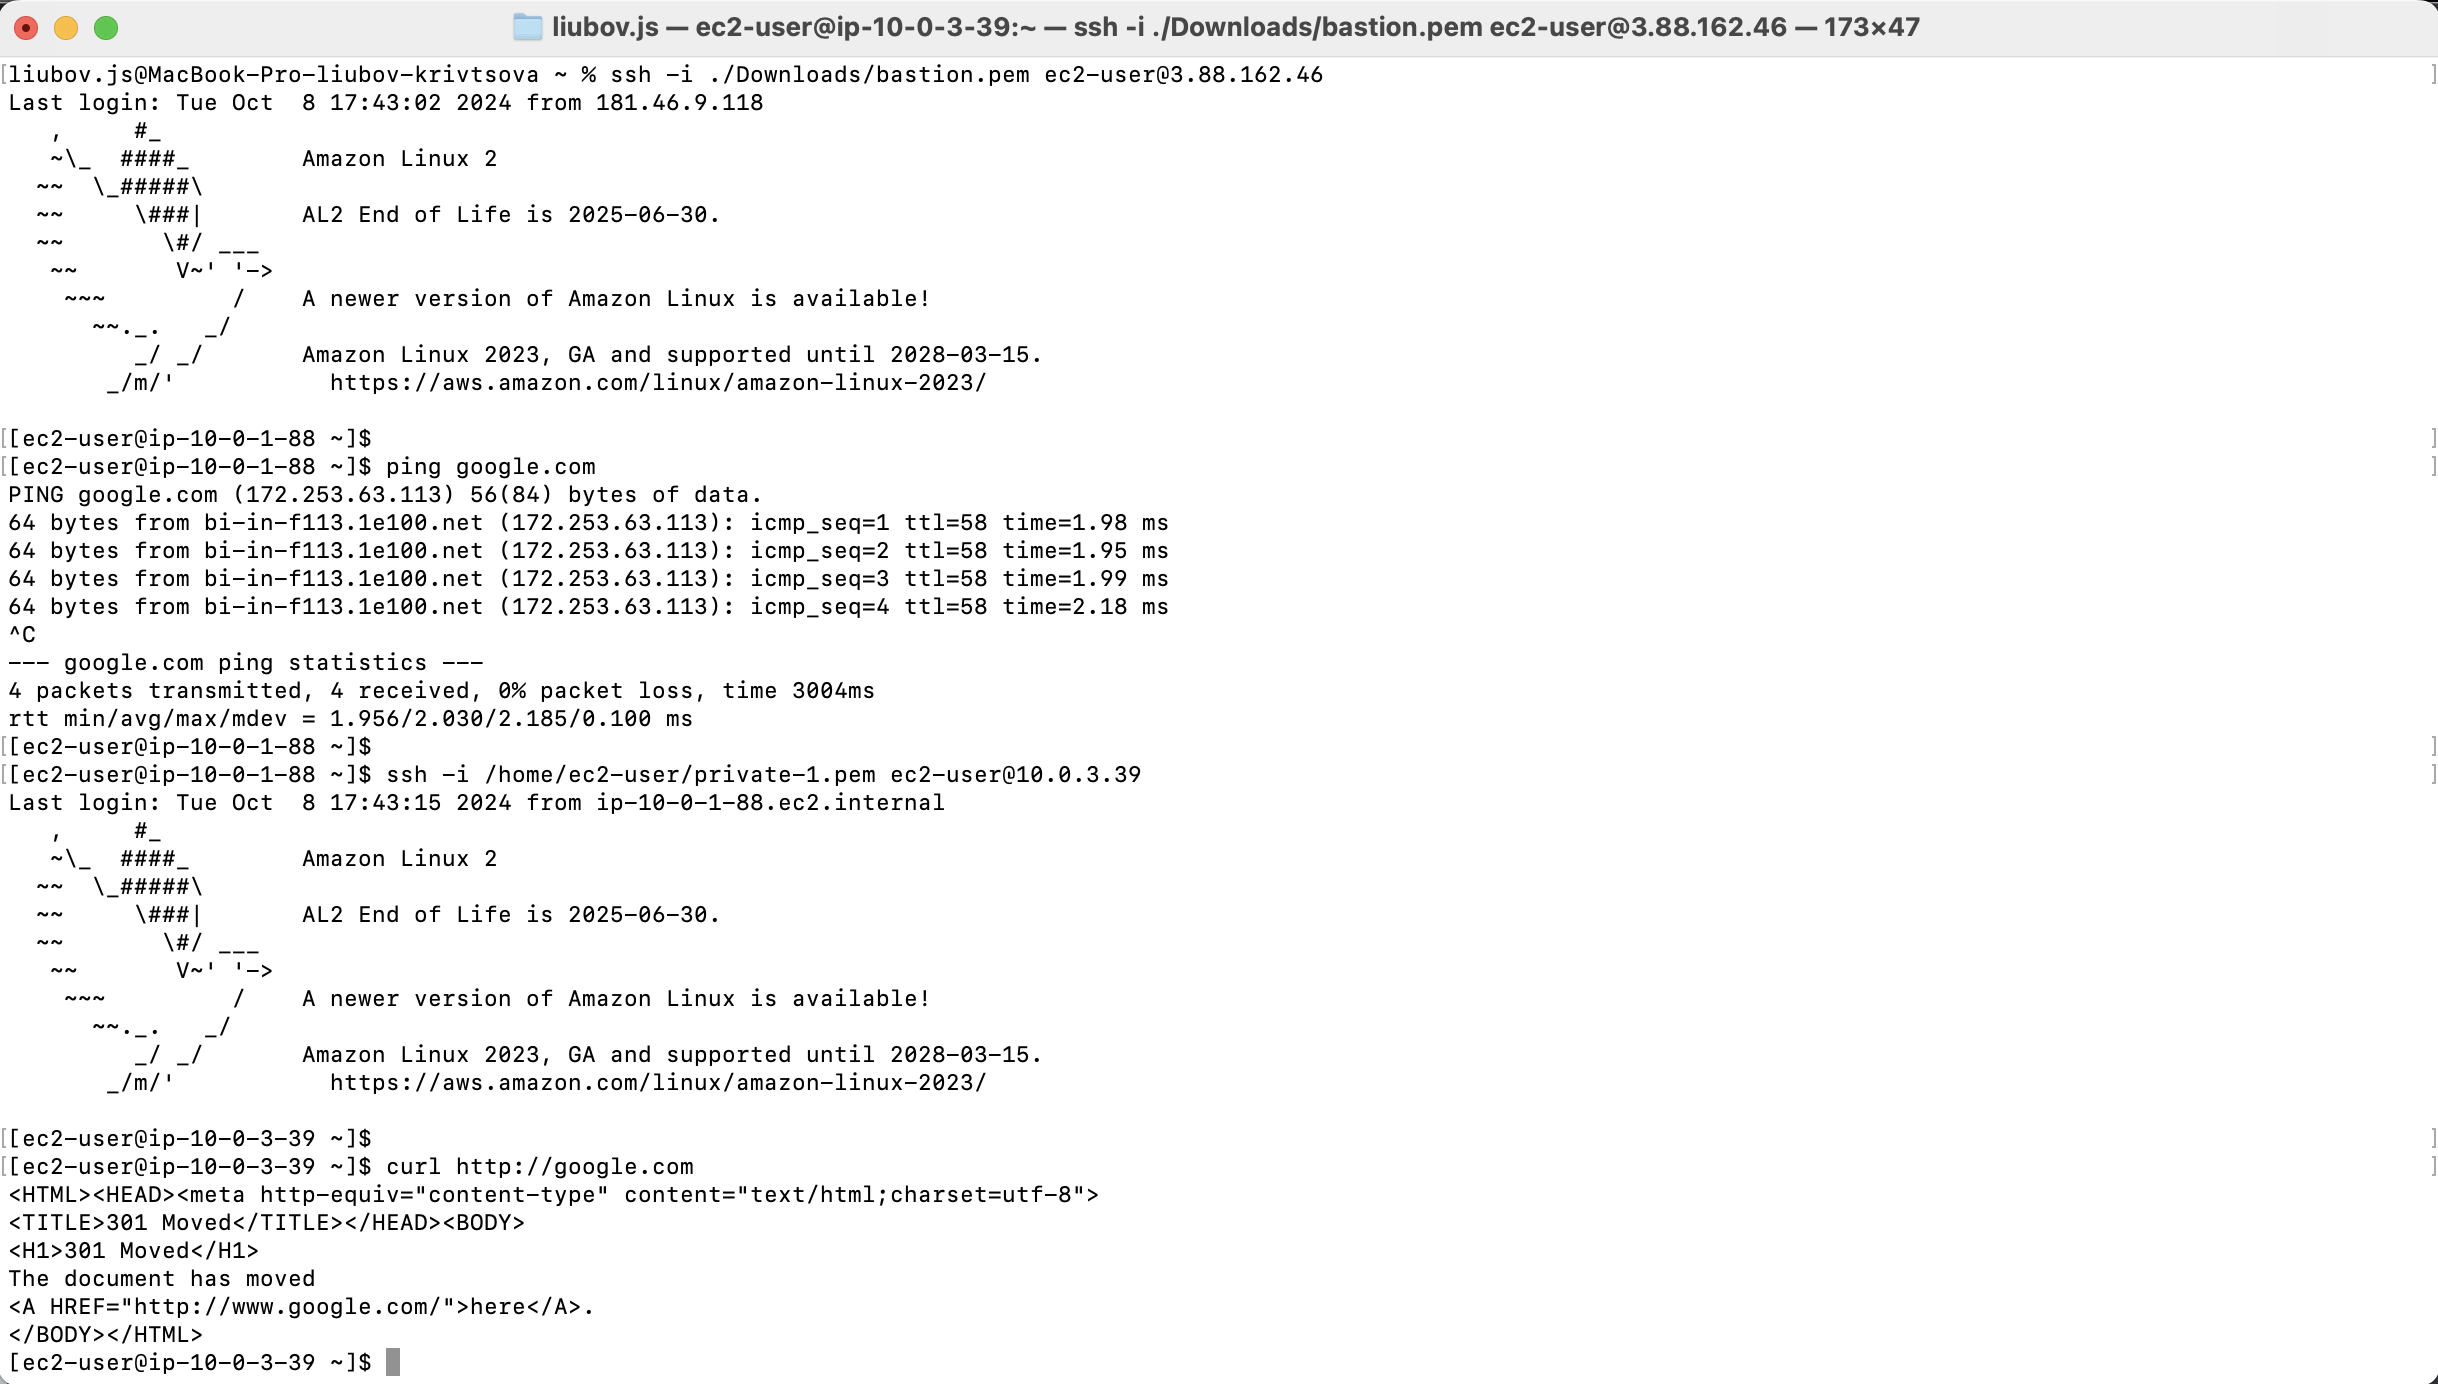 liubov.js — ec2-user@ip-10-0-3-39:~ — ssh -i ./Downloads/bastion.pem ec2-user@3.88.162.46 — 173×47
[liubov.js@MacBook-Pro-liubov-krivtsova ~ % ssh -i ./Downloads/bastion.pem ec2-user@3.88.162.46 ]
Last login: Tue Oct  8 17:43:02 2024 from 181.46.9.118
   ,     #_
   ~\_  ####_        Amazon Linux 2
  ~~  \_#####\
  ~~     \###|       AL2 End of Life is 2025-06-30.
  ~~       \#/ ___
   ~~       V~' '->
    ~~~         /    A newer version of Amazon Linux is available!
      ~~._.   _/
         _/ _/       Amazon Linux 2023, GA and supported until 2028-03-15.
       _/m/'           https://aws.amazon.com/linux/amazon-linux-2023/
[[ec2-user@ip-10-0-1-88 ~]$ ]
[[ec2-user@ip-10-0-1-88 ~]$ ping google.com ]
PING google.com (172.253.63.113) 56(84) bytes of data.
64 bytes from bi-in-f113.1e100.net (172.253.63.113): icmp_seq=1 ttl=58 time=1.98 ms
64 bytes from bi-in-f113.1e100.net (172.253.63.113): icmp_seq=2 ttl=58 time=1.95 ms
64 bytes from bi-in-f113.1e100.net (172.253.63.113): icmp_seq=3 ttl=58 time=1.99 ms
64 bytes from bi-in-f113.1e100.net (172.253.63.113): icmp_seq=4 ttl=58 time=2.18 ms
^C
--- google.com ping statistics ---
4 packets transmitted, 4 received, 0% packet loss, time 3004ms
rtt min/avg/max/mdev = 1.956/2.030/2.185/0.100 ms
[[ec2-user@ip-10-0-1-88 ~]$ ]
[[ec2-user@ip-10-0-1-88 ~]$ ssh -i /home/ec2-user/private-1.pem ec2-user@10.0.3.39 ]
Last login: Tue Oct  8 17:43:15 2024 from ip-10-0-1-88.ec2.internal
   ,     #_
   ~\_  ####_        Amazon Linux 2
  ~~  \_#####\
  ~~     \###|       AL2 End of Life is 2025-06-30.
  ~~       \#/ ___
   ~~       V~' '->
    ~~~         /    A newer version of Amazon Linux is available!
      ~~._.   _/
         _/ _/       Amazon Linux 2023, GA and supported until 2028-03-15.
       _/m/'           https://aws.amazon.com/linux/amazon-linux-2023/
[[ec2-user@ip-10-0-3-39 ~]$ ]
[[ec2-user@ip-10-0-3-39 ~]$ curl http://google.com ]
<HTML><HEAD><meta http-equiv="content-type" content="text/html;charset=utf-8">
<TITLE>301 Moved</TITLE></HEAD><BODY>
<H1>301 Moved</H1>
The document has moved
<A HREF="http://www.google.com/">here</A>.
</BODY></HTML>
[ec2-user@ip-10-0-3-39 ~]$